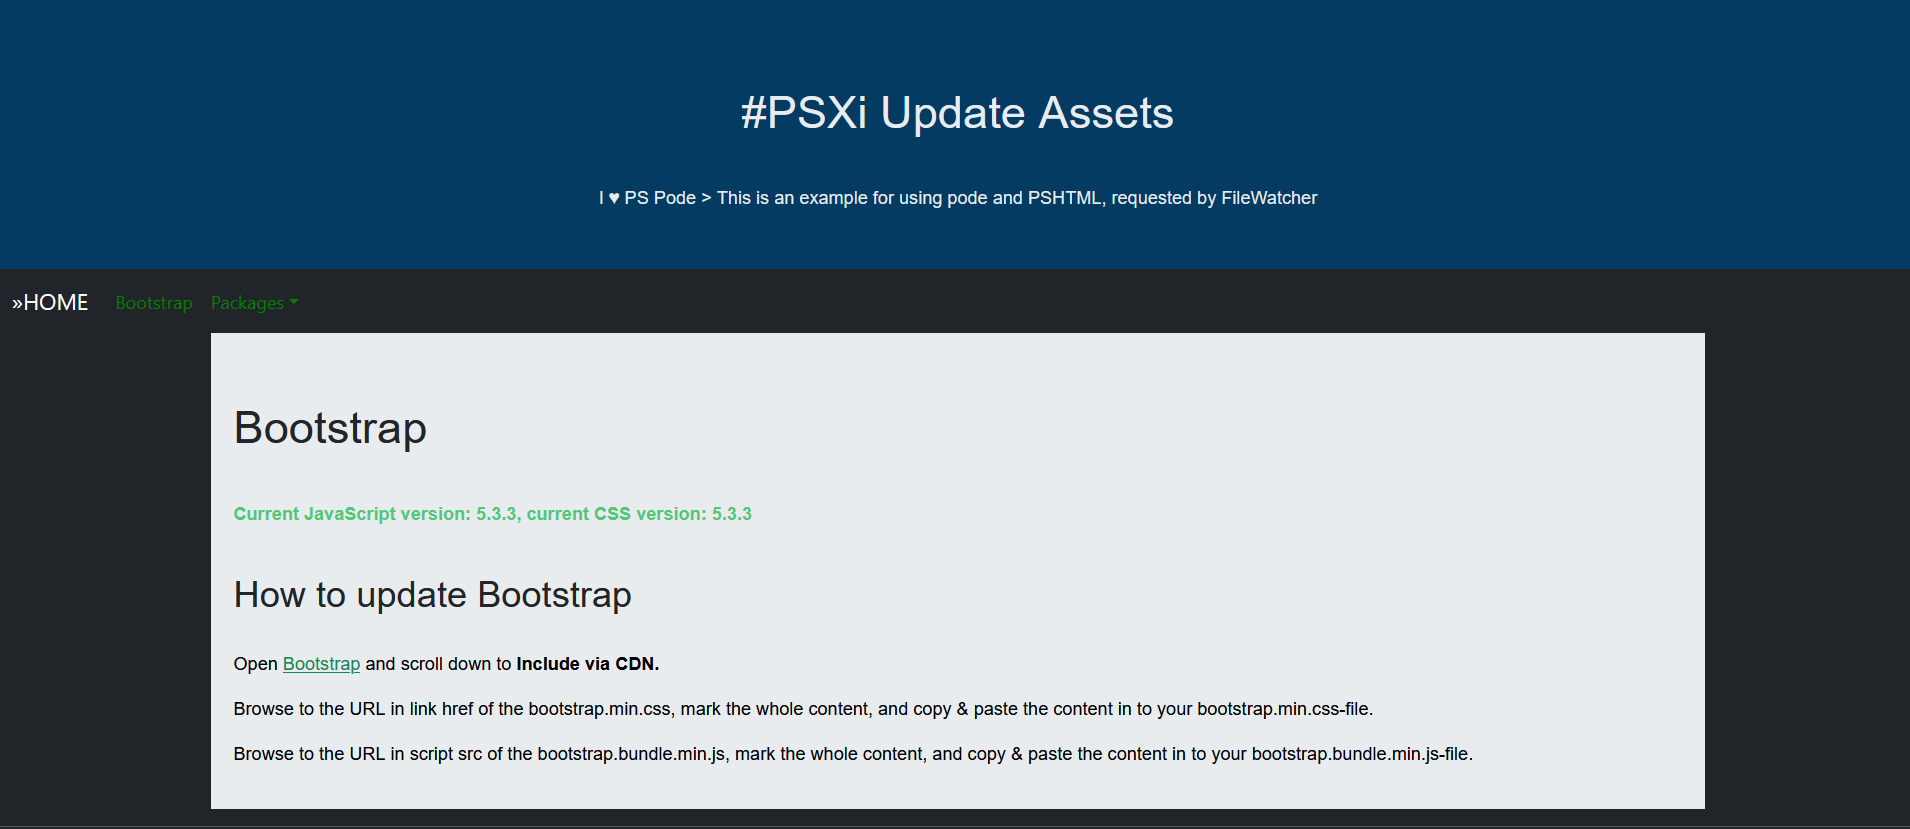 #PSXi Update Assets
I ♥ PS Pode > This is an example for using pode and PSHTML, requested by FileWatcher
»HOME Bootstrap Packages
Bootstrap
Current JavaScript version: 5.3.3, current CSS version: 5.3.3
How to update Bootstrap
Open Bootstrap and scroll down to Include via CDN.
Browse to the URL in link href of the bootstrap.min.css, mark the whole content, and copy & paste the content in to your bootstrap.min.css-file.
Browse to the URL in script src of the bootstrap.bundle.min.js, mark the whole content, and copy & paste the content in to your bootstrap.bundle.min.js-file.